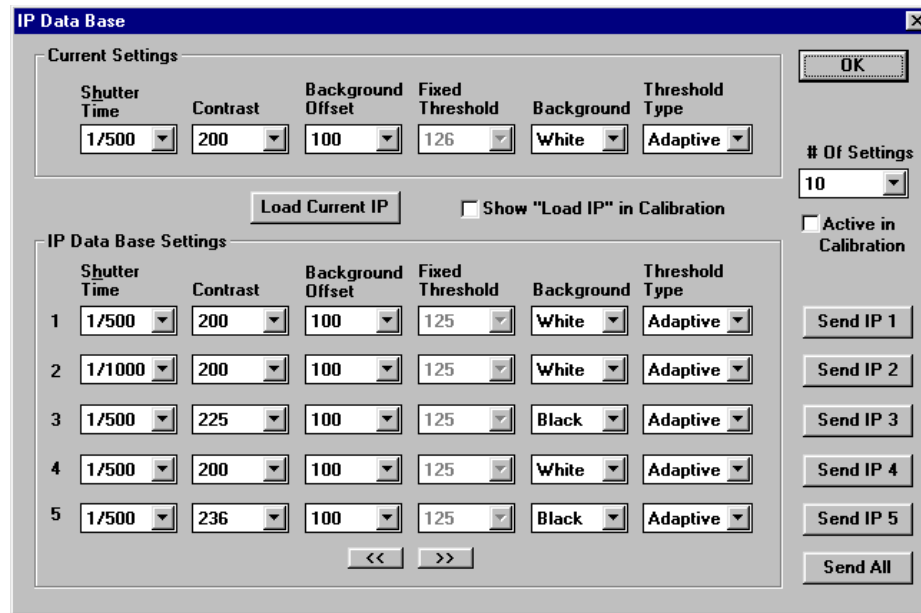 IP Data Base
Current Settings
Shutter Time Contrast Background Offset Fixed Threshold Background Threshold Type
1/500 200 100 126 White Adaptive
OK
# Of Settings
10
Load Current IP Show "Load IP" in Calibration
Active in Calibration
IP Data Base Settings
Shutter Time Contrast Background Offset Fixed Threshold Background Threshold Type
1 1/500 200 100 125 White Adaptive Send IP 1
2 1/1000 200 100 125 White Adaptive Send IP 2
3 1/500 225 100 125 Black Adaptive Send IP 3
4 1/500 200 100 125 White Adaptive Send IP 4
5 1/500 236 100 125 Black Adaptive Send IP 5
<< >> Send All